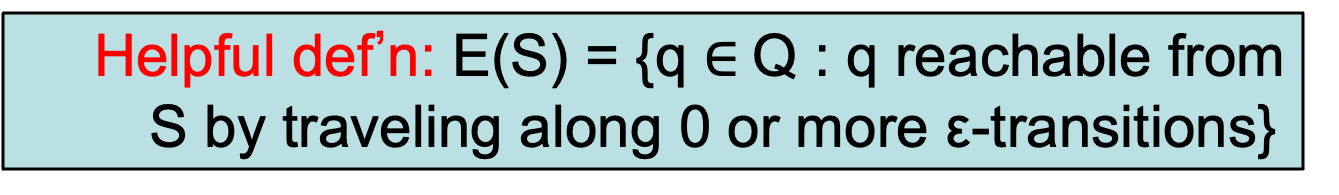 Helpful def’n: E(S) = {q ∈ Q : q reachable from
S by traveling along 0 or more ε-transitions}